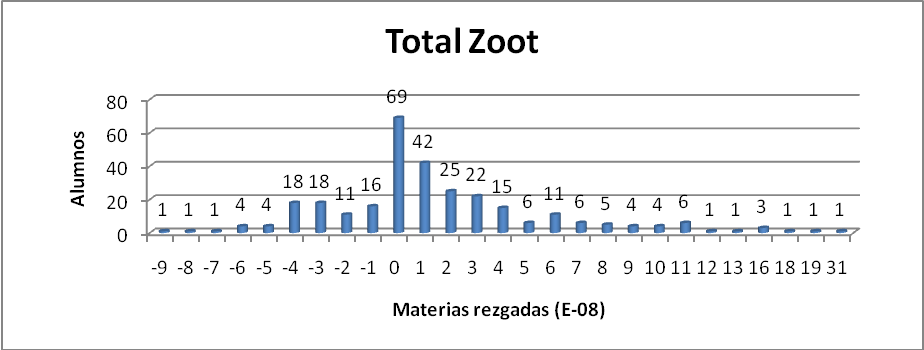 Total Zoot
Alumnos
80
60
40
20
0
1 1 1 4 4 18 18 11 16 69 42 25 22 15 6 11 6 5 4 4 6 1 1 3 1 1 1
-9 -8 -7 -6 -5 -4 -3 -2 -1 0 1 2 3 4 5 6 7 8 9 10 11 12 13 16 18 19 31
Materias rezgadas (E-08)